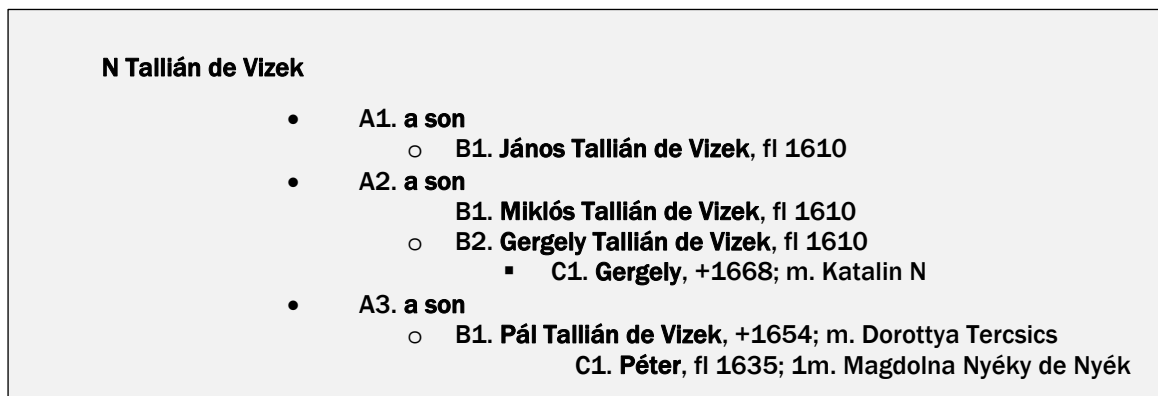 N Tallián de Vizek
• A1. a son
o B1. János Tallián de Vizek, fl 1610
• A2. a son
B1. Miklós Tallián de Vizek, fl 1610
o B2. Gergely Tallián de Vizek, fl 1610
▪ C1. Gergely, +1668; m. Katalin N
• A3. a son
o B1. Pál Tallián de Vizek, +1654; m. Dorottya Tercsics
C1. Péter, fl 1635; 1m. Magdolna Nyéky de Nyék